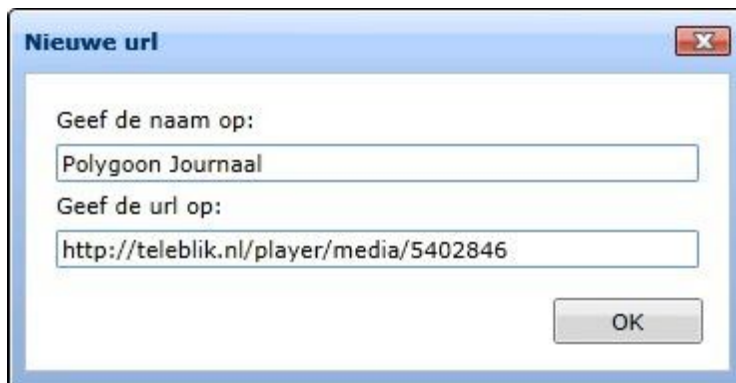 Nieuwe url
Geef de naam op:
Polygoon Journaal
Geef de url op:
http://teleblik.nl/player/media/5402846
OK